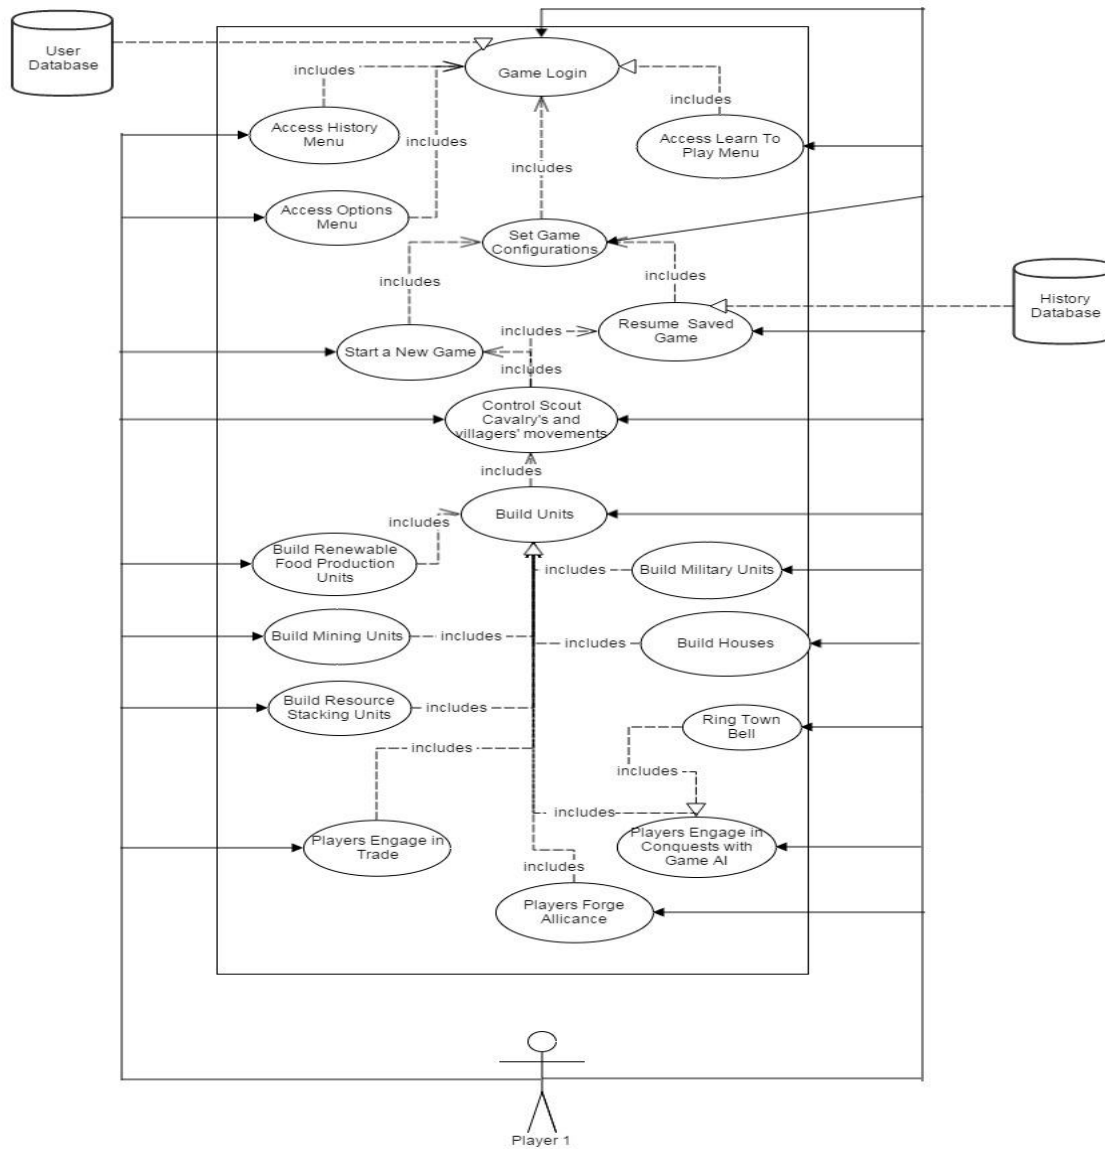 User
Database
Game Login
includes
includes
Access History
Menu
includes
Access Learn To
Play Menu
includes
Access Options
Menu
Set Game
Configurations
includes
includes
History
Database
Resume Saved
Game
includes
Start a New Game
includes
Control Scout
Cavalry's and
villagers' movements
includes
Build Units
includes
Build Renewable
Food Production
Units
includes
Build Military Units
Build Mining Units
includes
includes
Build Houses
Build Resource
Stacking Units
includes
Ring Town
Bell
includes
includes
includes
Players Engage in
Trade
Players Engage in
Conquests with
Game AI
includes
Players Forge
Allicance
Player 1